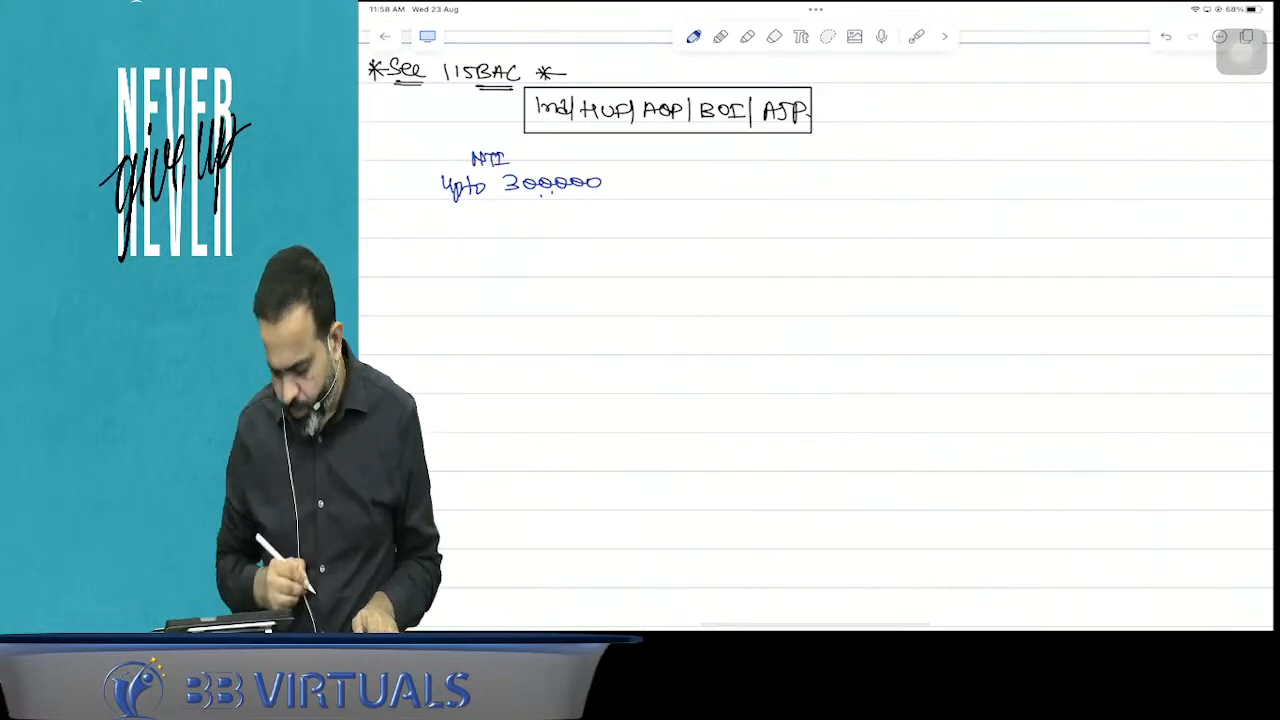 11:58 AM Wed 23 Aug
68%
NEVER
give up
NEVER
*See 115BAC *
Ind/HUF/AOP/BOI/AJP.
NTI
Upto 300000
BB VIRTUALS